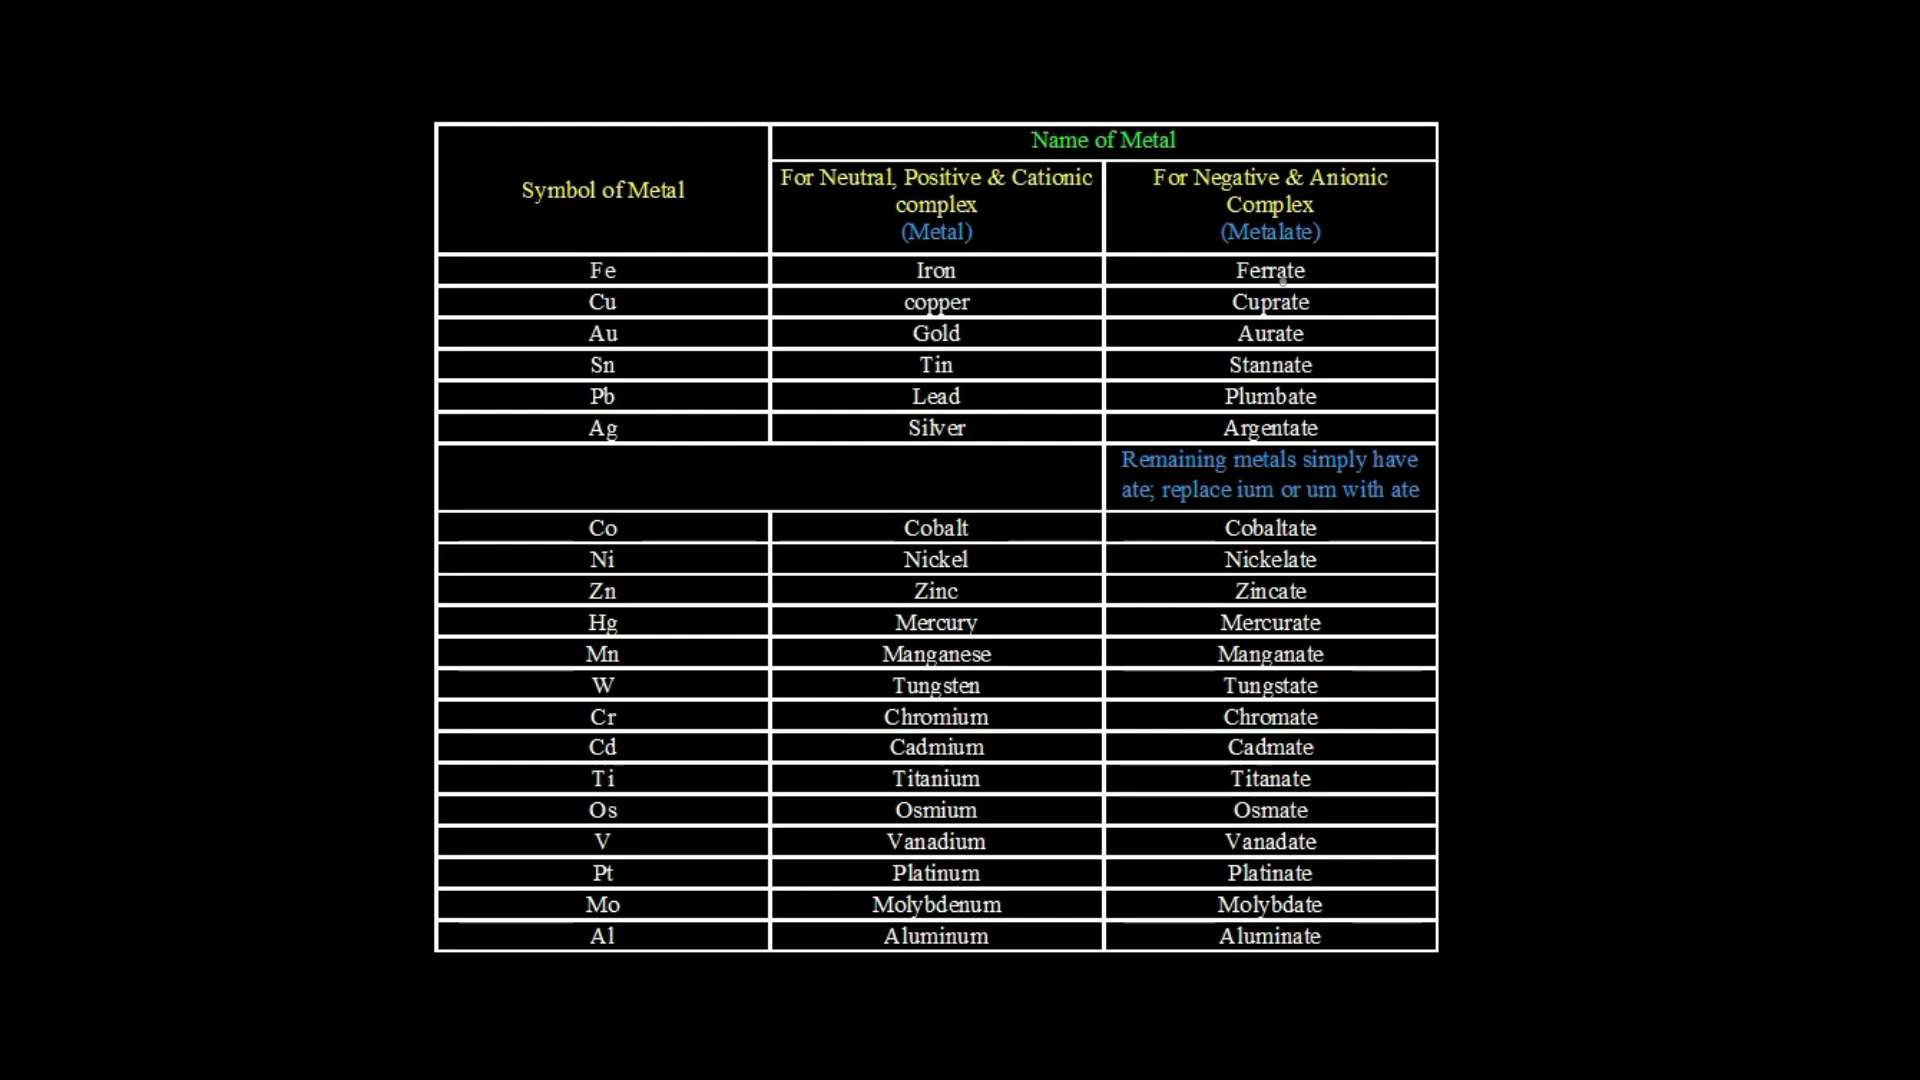 Name of Metal
Symbol of Metal
For Neutral, Positive & Cationic
complex
(Metal)
For Negative & Anionic
Complex
(Metalate)
Fe Iron Ferrate
Cu copper Cuprate
Au Gold Aurate
Sn Tin Stannate
Pb Lead Plumbate
Ag Silver Argentate
Remaining metals simply have
ate; replace ium or um with ate
Co Cobalt Cobaltate
Ni Nickel Nickelate
Zn Zinc Zincate
Hg Mercury Mercurate
Mn Manganese Manganate
W Tungsten Tungstate
Cr Chromium Chromate
Cd Cadmium Cadmate
Ti Titanium Titanate
Os Osmium Osmate
V Vanadium Vanadate
Pt Platinum Platinate
Mo Molybdenum Molybdate
Al Aluminum Aluminate